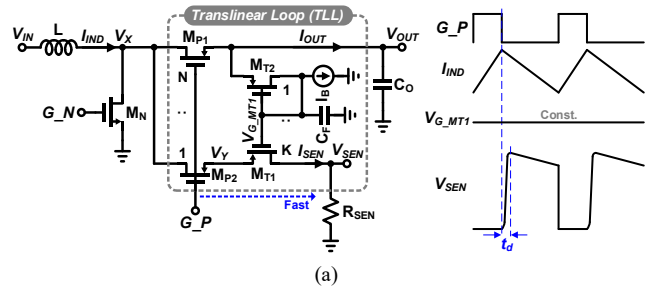 Translinear Loop (TLL)
V_IN
L
I_IND
V_X
M_P1
I_OUT
V_OUT
N
M_T2
1
I_B
C_O
G_N
M_N
..
V_G_MT1
..
C_F
1
V_Y
K
I_SEN
V_SEN
M_P2
M_T1
Fast
R_SEN
G_P
(a)
G_P
I_IND
V_G_MT1
Const.
V_SEN
t_d